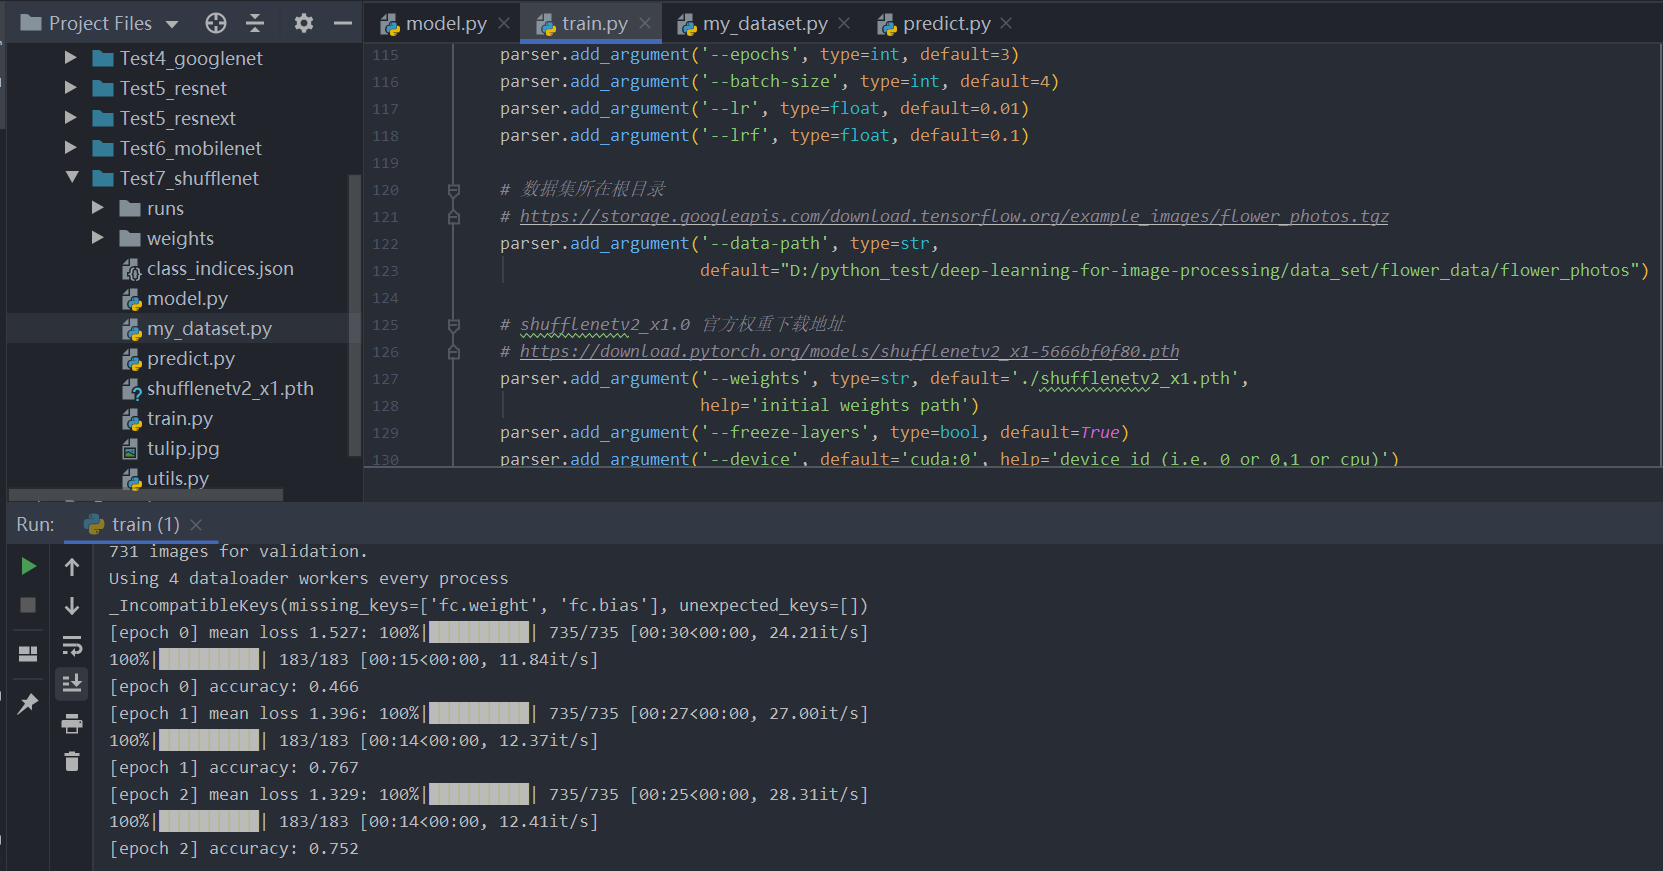 Project Files
model.py
train.py
my_dataset.py
predict.py
Test4_googlenet
Test5_resnet
Test5_resnext
Test6_mobilenet
Test7_shufflenet
runs
weights
class_indices.json
model.py
my_dataset.py
predict.py
shufflenetv2_x1.pth
train.py
tulip.jpg
utils.py
115 parser.add_argument('--epochs', type=int, default=3)
116 parser.add_argument('--batch-size', type=int, default=4)
117 parser.add_argument('--lr', type=float, default=0.01)
118 parser.add_argument('--lrf', type=float, default=0.1)
119
120 # 数据集所在根目录
121 # https://storage.googleapis.com/download.tensorflow.org/example_images/flower_photos.tgz
122 parser.add_argument('--data-path', type=str,
123 default="D:/python_test/deep-learning-for-image-processing/data_set/flower_data/flower_photos")
124
125 # shufflenetv2_x1.0 官方权重下载地址
126 # https://download.pytorch.org/models/shufflenetv2_x1-5666bf0f80.pth
127 parser.add_argument('--weights', type=str, default='./shufflenetv2_x1.pth',
128 help='initial weights path')
129 parser.add_argument('--freeze-layers', type=bool, default=True)
130 parser.add_argument('--device', default='cuda:0', help='device id (i.e. 0 or 0,1 or cpu)')
Run: train (1)
731 images for validation.
Using 4 dataloader workers every process
_IncompatibleKeys(missing_keys=['fc.weight', 'fc.bias'], unexpected_keys=[])
[epoch 0] mean loss 1.527: 100%|██████████| 735/735 [00:30<00:00, 24.21it/s]
100%|██████████| 183/183 [00:15<00:00, 11.84it/s]
[epoch 0] accuracy: 0.466
[epoch 1] mean loss 1.396: 100%|██████████| 735/735 [00:27<00:00, 27.00it/s]
100%|██████████| 183/183 [00:14<00:00, 12.37it/s]
[epoch 1] accuracy: 0.767
[epoch 2] mean loss 1.329: 100%|██████████| 735/735 [00:25<00:00, 28.31it/s]
100%|██████████| 183/183 [00:14<00:00, 12.41it/s]
[epoch 2] accuracy: 0.752